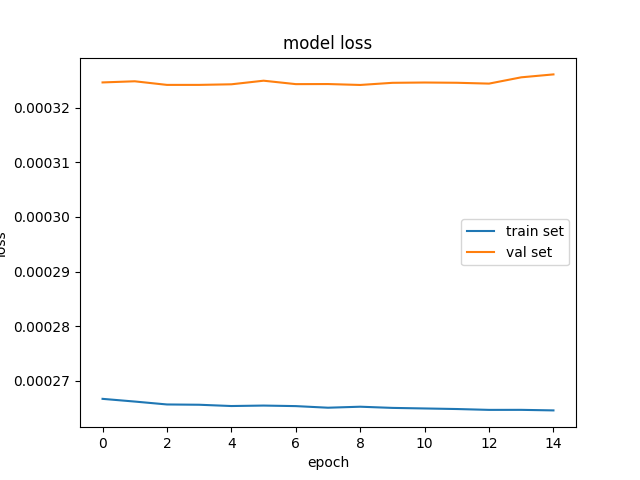 model loss
0.00032
0.00031
0.00030
0.00029
0.00028
0.00027
loss
train set
val set
0 2 4 6 8 10 12 14
epoch